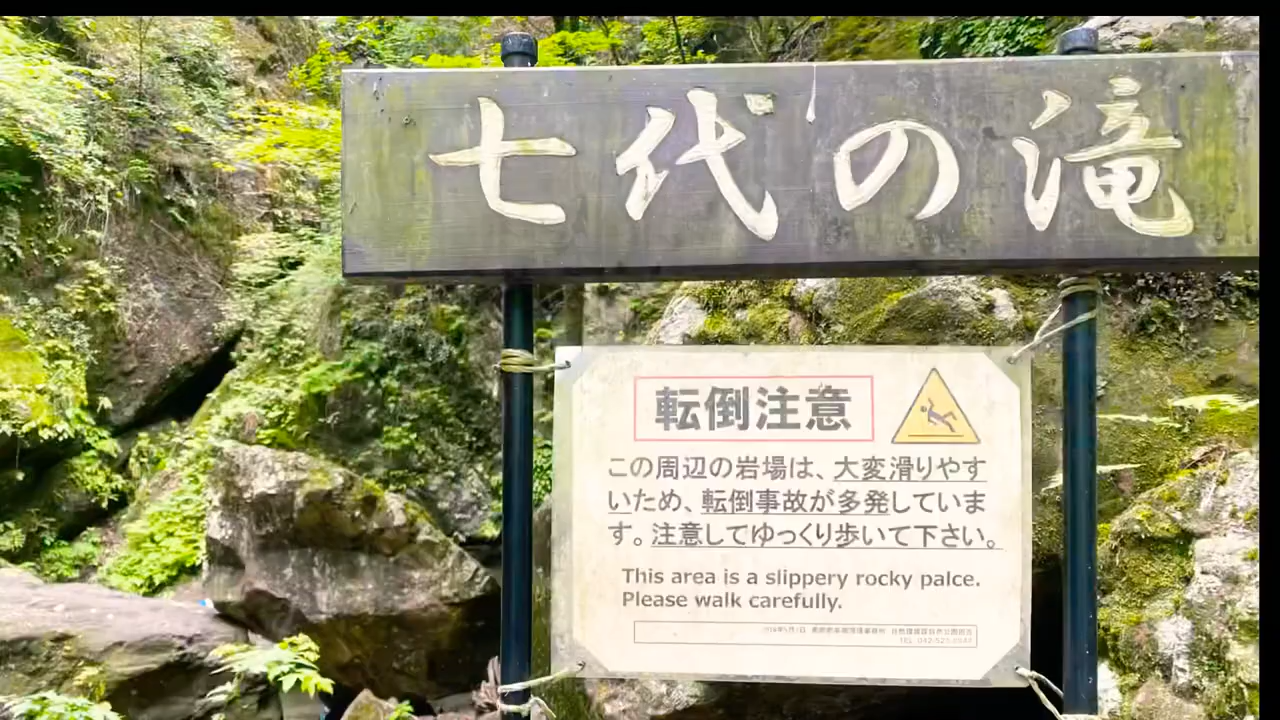 七代の滝
転倒注意
この周辺の岩場は、大変滑りやす
いため、転倒事故が多発していま
す。注意してゆっくり歩いて下さい。
This area is a slippery rocky palce.
Please walk carefully.